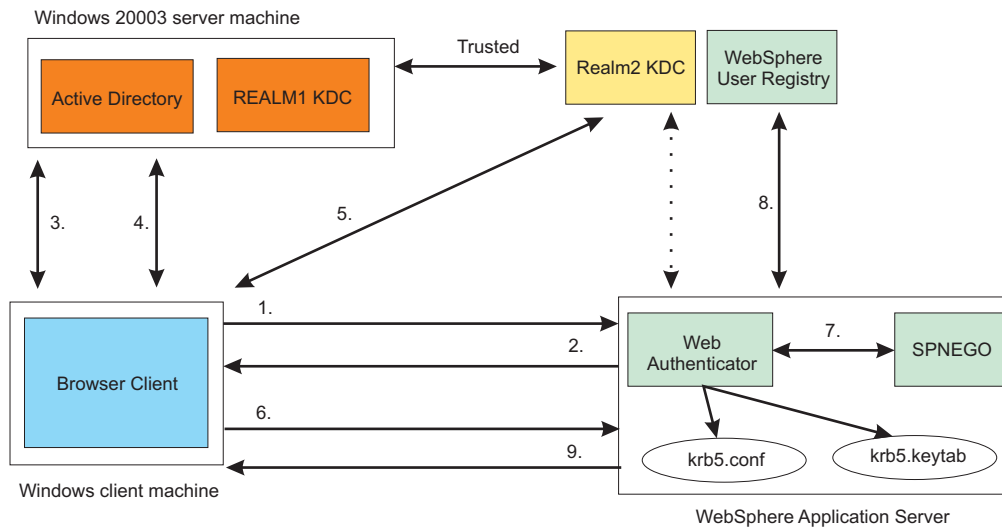 Windows 20003 server machine
Trusted
Active Directory
REALM1 KDC
Realm2 KDC
WebSphere
User Registry
3.
4.
5.
8.
1.
2.
6.
9.
7.
Browser Client
Web
Authenticator
SPNEGO
krb5.conf
krb5.keytab
Windows client machine
WebSphere Application Server